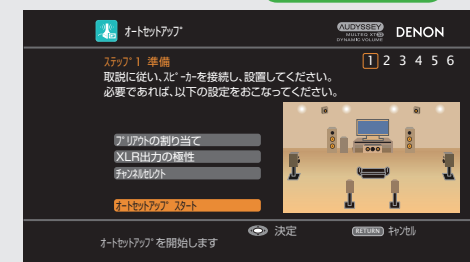 オートセットアップ
AUDYSSEY
MULTEQ XT32
DYNAMIC VOLUME
DENON
ステップ 1 準備
1 2 3 4 5 6
取説に従い、スピーカーを接続し、設置してください。
必要であれば、以下の設定をおこなってください。
プリアウトの割り当て
XLR出力の極性
チャンネルセレクト
オートセットアップ スタート
決定
RETURN キャンセル
オートセットアップを開始します